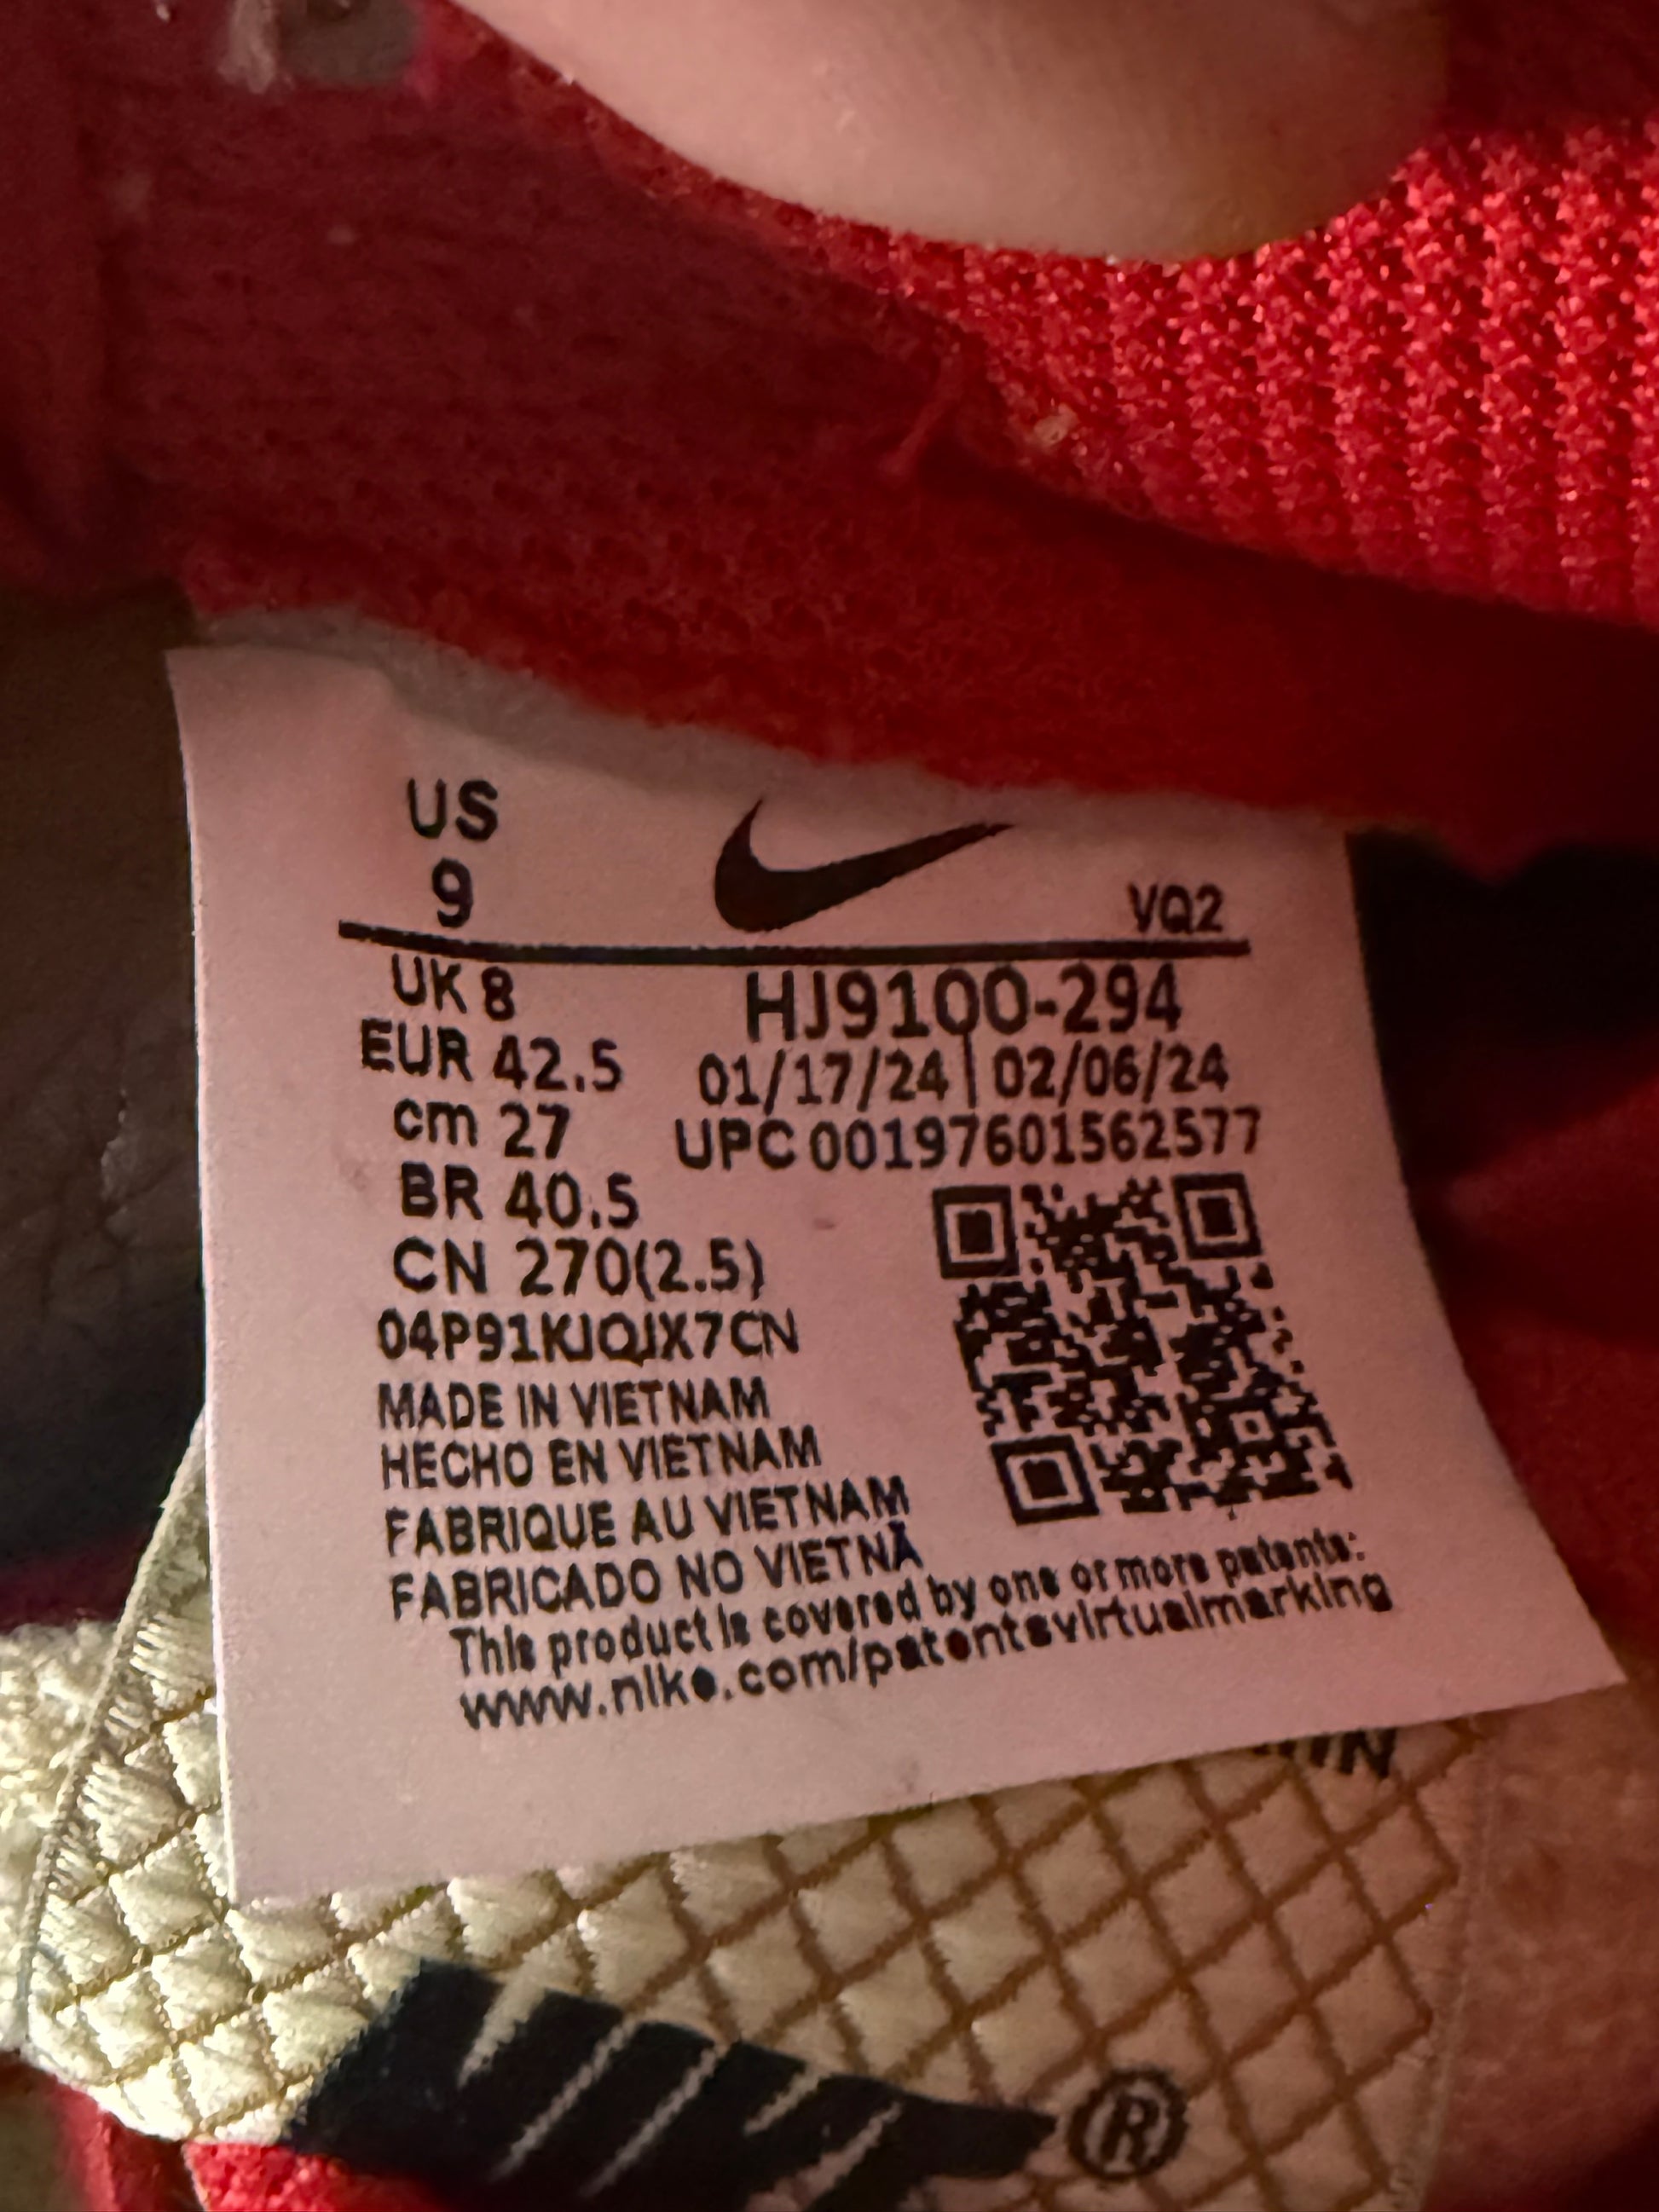 US
9
VQ2
UK 8
HJ9100-294
EUR 42.5
01/17/24 | 02/06/24
cm 27
UPC 00197601562577
BR 40.5
CN 270(2.5)
04P91KJQJX7CN
MADE IN VIETNAM
HECHO EN VIETNAM
FABRIQUE AU VIETNAM
FABRICADO NO VIETNÃ
This product is covered by one or more patents:
www.nike.com/patentsvirtualmarking
®